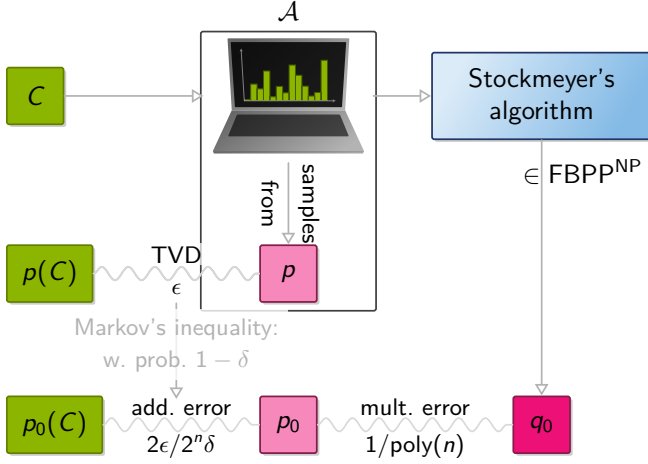 𝒜
C
Stockmeyer's
algorithm
∈ FBPP^NP
samples
from
p(C)
TVD
ϵ
p
Markov's inequality:
w. prob. 1 − δ
p₀(C)
add. error
2ϵ/2ⁿδ
p₀
mult. error
1/poly(n)
q₀